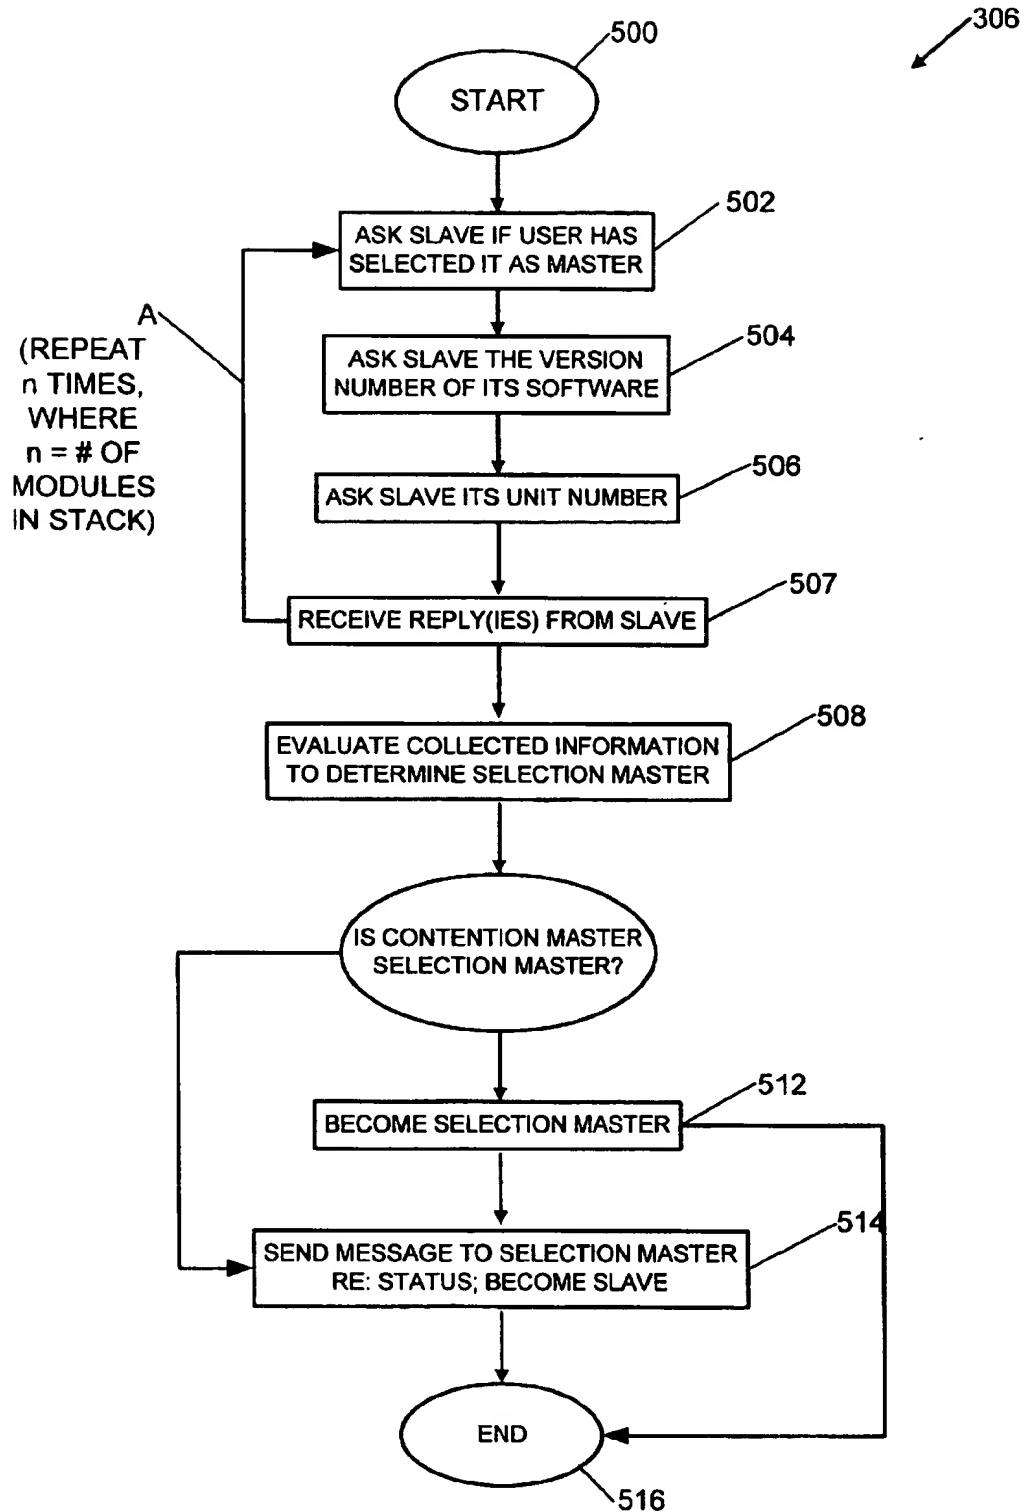 306
500
START
502
ASK SLAVE IF USER HAS
SELECTED IT AS MASTER
A
(REPEAT
n TIMES,
WHERE
n = # OF
MODULES
IN STACK)
504
ASK SLAVE THE VERSION
NUMBER OF ITS SOFTWARE
506
ASK SLAVE ITS UNIT NUMBER
507
RECEIVE REPLY(IES) FROM SLAVE
508
EVALUATE COLLECTED INFORMATION
TO DETERMINE SELECTION MASTER
IS CONTENTION MASTER
SELECTION MASTER?
512
BECOME SELECTION MASTER
514
SEND MESSAGE TO SELECTION MASTER
RE: STATUS; BECOME SLAVE
END
516